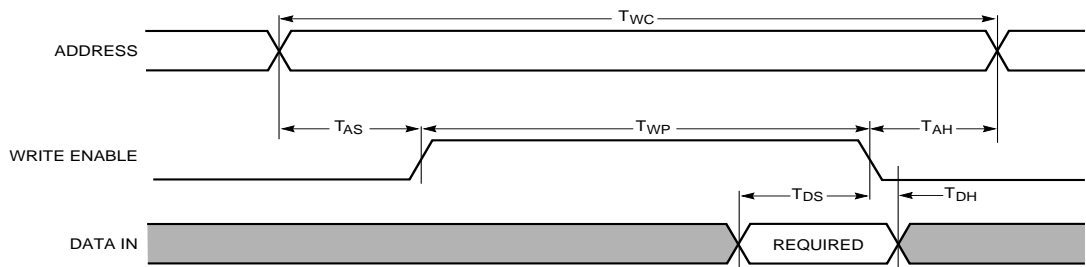 TWC
ADDRESS
TAS
TWP
TAH
WRITE ENABLE
TDS
TDH
DATA IN
REQUIRED